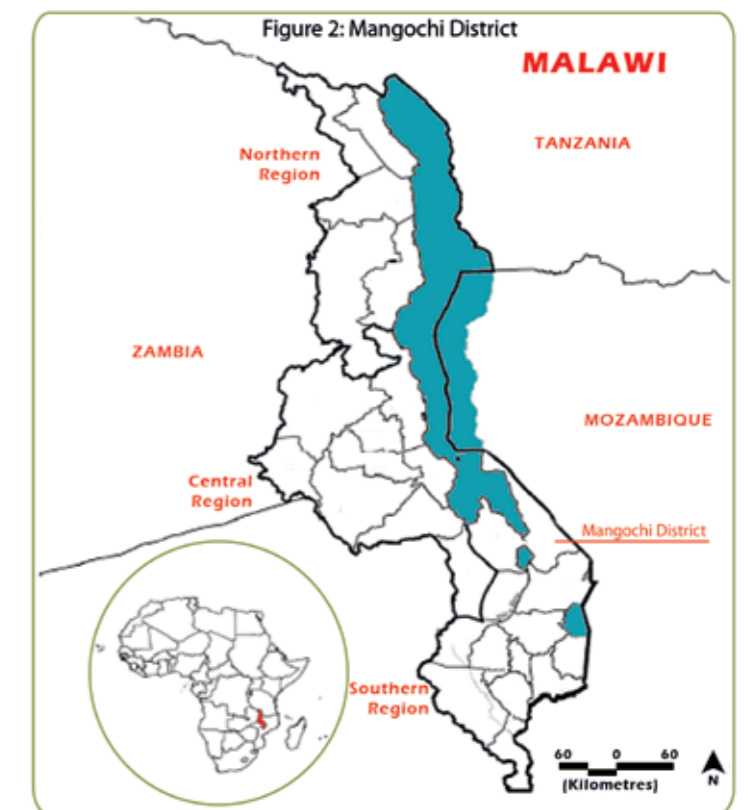 Figure 2: Mangochi District
MALAWI
TANZANIA
Northern
Region
ZAMBIA
MOZAMBIQUE
Central
Region
Mangochi District
Southern
Region
60 0 60
(Kilometres)
N